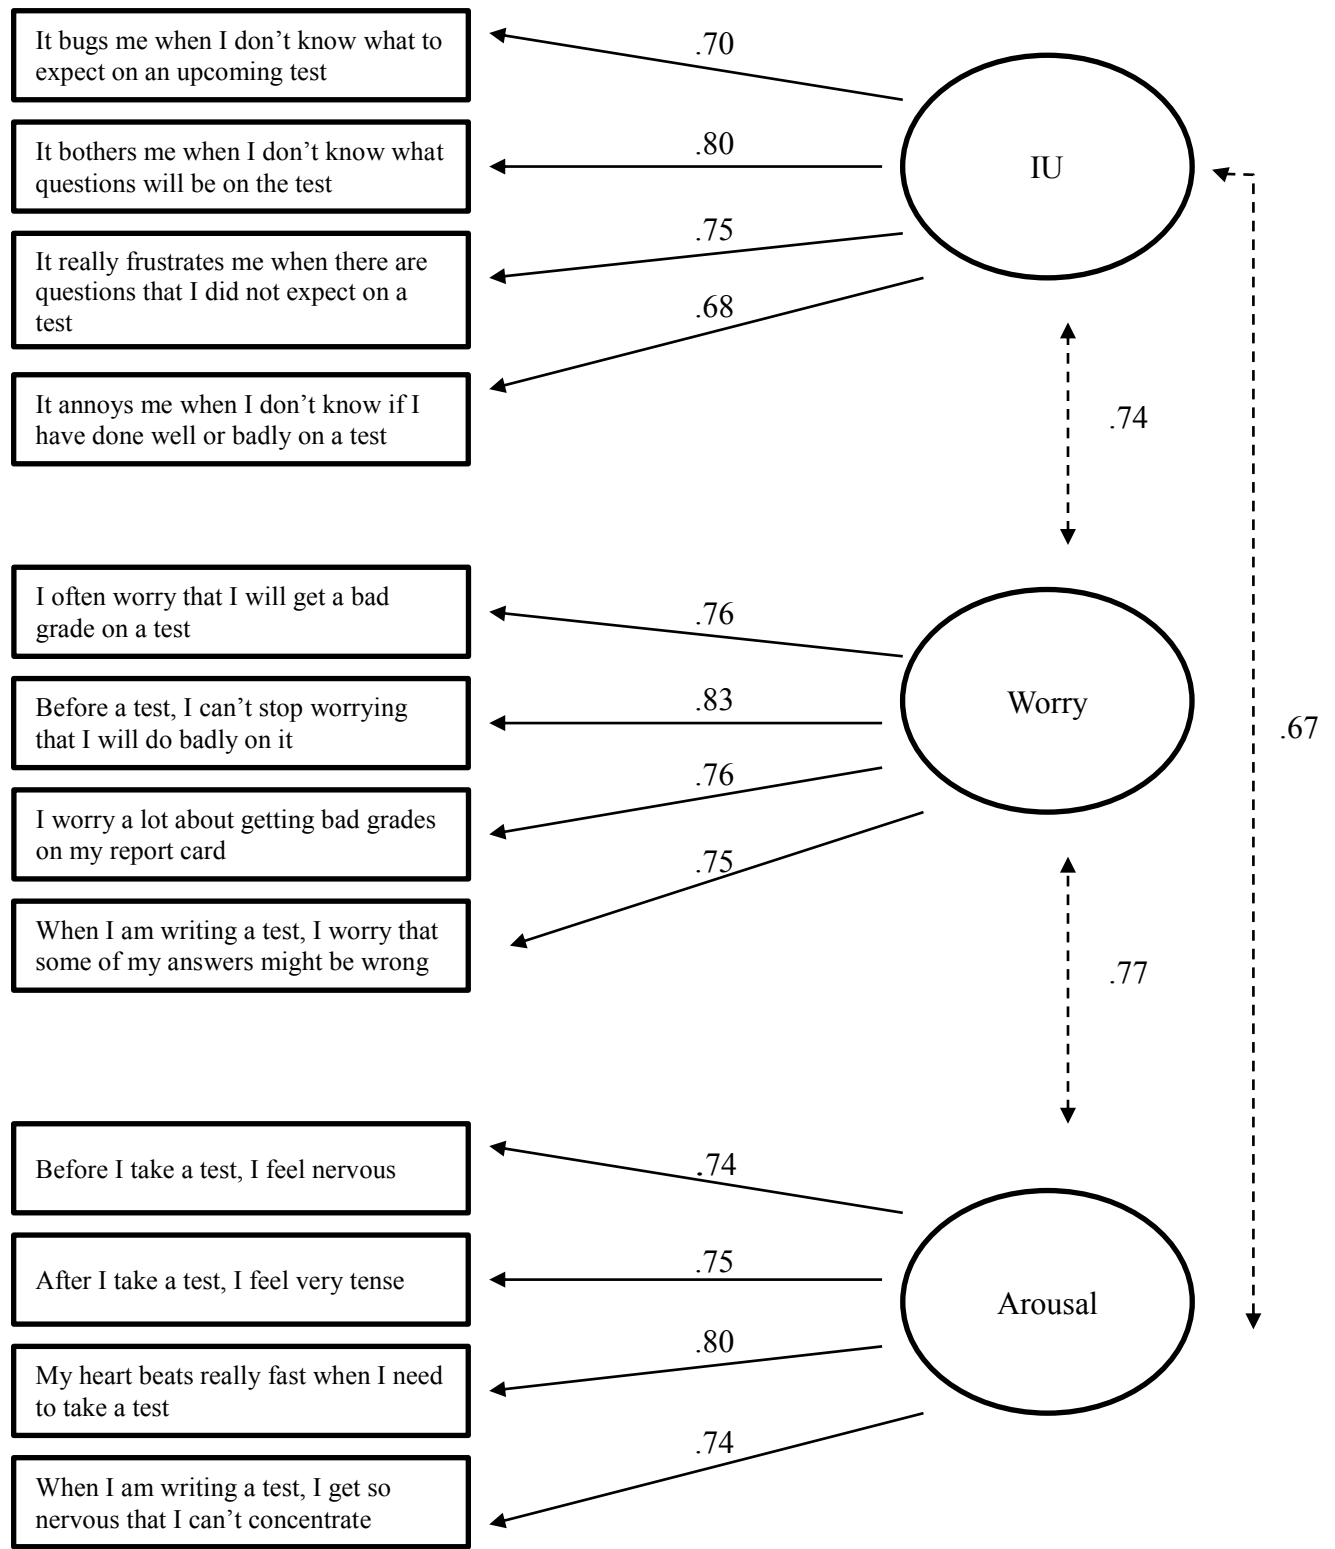 It bugs me when I don’t know what to
expect on an upcoming test
.70
It bothers me when I don’t know what
questions will be on the test
.80
IU
It really frustrates me when there are
questions that I did not expect on a
test
.75
.68
It annoys me when I don’t know if I
have done well or badly on a test
.74
I often worry that I will get a bad
grade on a test
.76
Before a test, I can’t stop worrying
that I will do badly on it
.83
Worry
.67
I worry a lot about getting bad grades
on my report card
.76
When I am writing a test, I worry that
some of my answers might be wrong
.75
.77
Before I take a test, I feel nervous
.74
After I take a test, I feel very tense
.75
Arousal
My heart beats really fast when I need
to take a test
.80
When I am writing a test, I get so
nervous that I can’t concentrate
.74